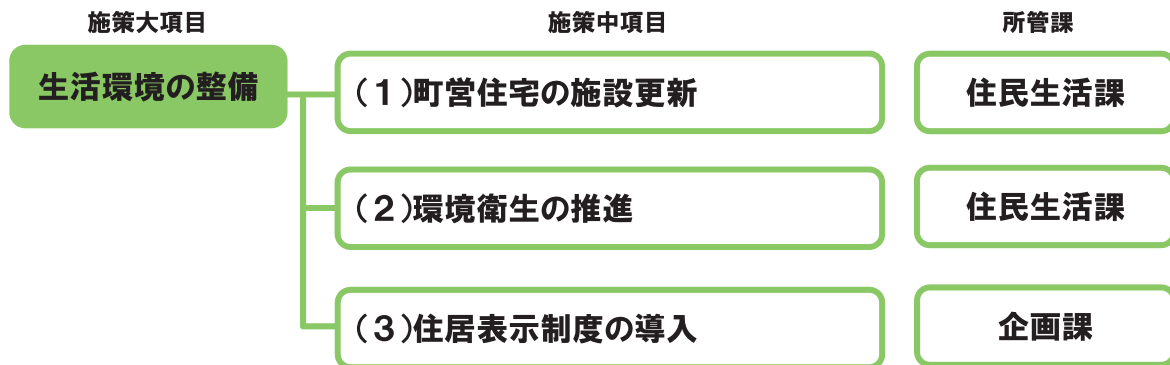 施策大項目 施策中項目 所管課
生活環境の整備 (1)町営住宅の施設更新 住民生活課
(2)環境衛生の推進 住民生活課
(3)住居表示制度の導入 企画課